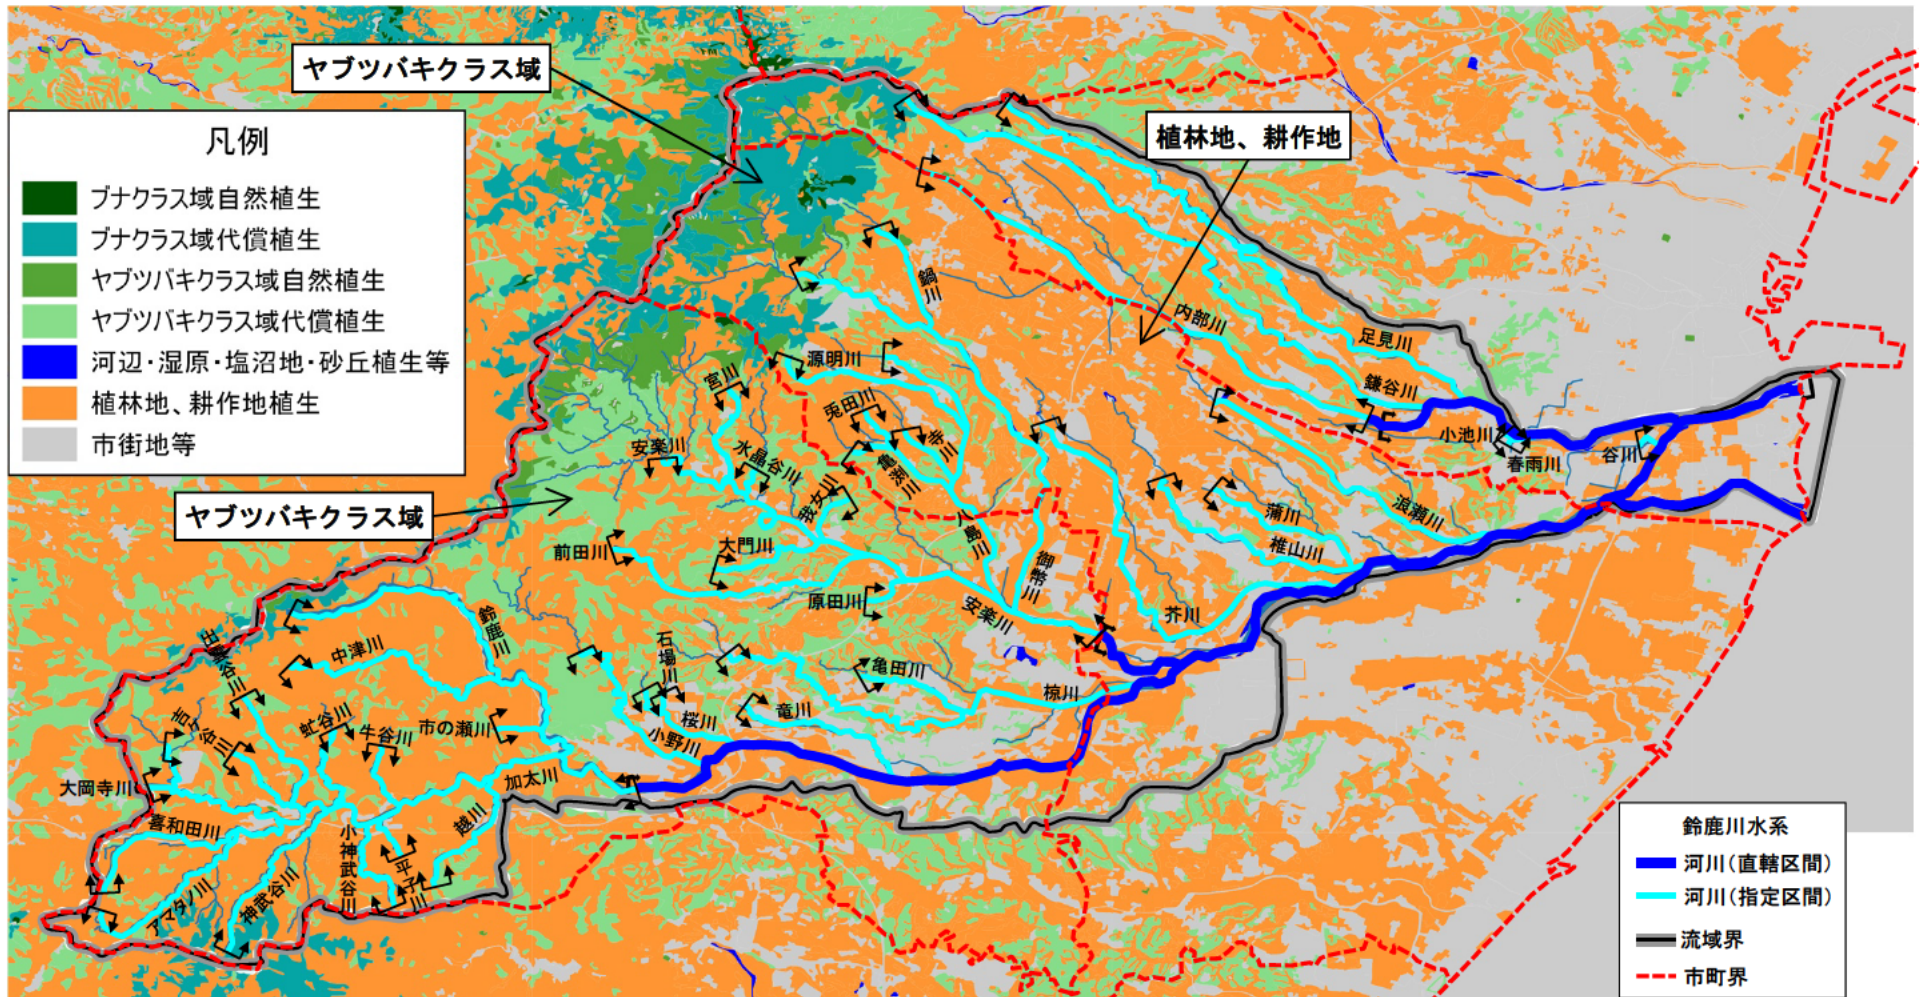 ヤブツバキクラス域
凡例
ブナクラス域自然植生
ブナクラス域代償植生
ヤブツバキクラス域自然植生
ヤブツバキクラス域代償植生
河辺・湿原・塩沼地・砂丘植生等
植林地、耕作地植生
市街地等
植林地、耕作地
ヤブツバキクラス域
鍋川
内部川
足見川
鎌谷川
小池川
春雨川
谷川
源明川
宮川
兎田川
寺川
亀渕川
安楽川
水晶谷川
我女川
八島川
御幣川
蒲川
椎山川
浪瀬川
前田川
大門川
原田川
安楽川
芥川
鈴鹿川
中津川
石場川
亀田川
椋川
竜川
桜川
小野川
市の瀬川
虻谷川
牛谷川
加太川
越川
大岡寺川
喜和田川
アマタノ川
神武谷川
小神武谷川
平子川
鈴鹿川水系
河川(直轄区間)
河川(指定区間)
流域界
市町界